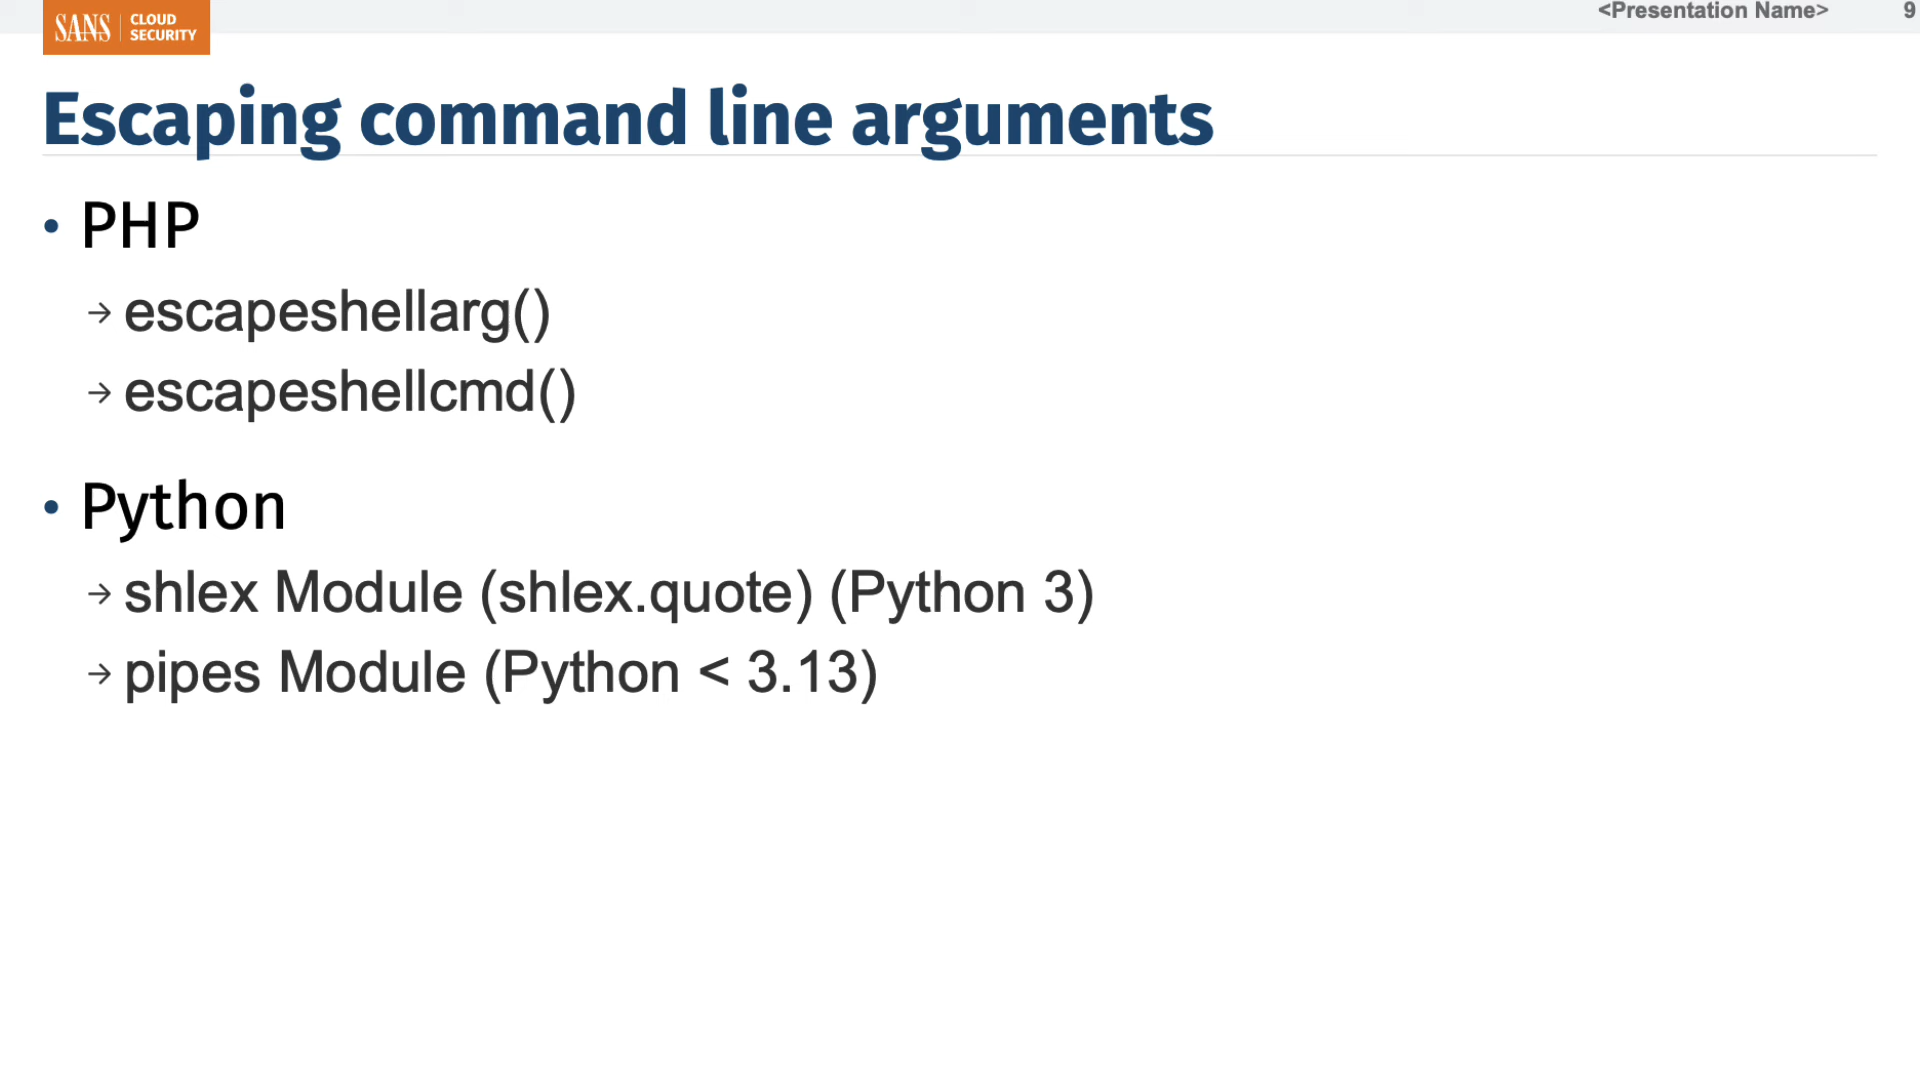 SANS | CLOUD SECURITY
<Presentation Name> 9
Escaping command line arguments
• PHP
→ escapeshellarg()
→ escapeshellcmd()
• Python
→ shlex Module (shlex.quote) (Python 3)
→ pipes Module (Python < 3.13)